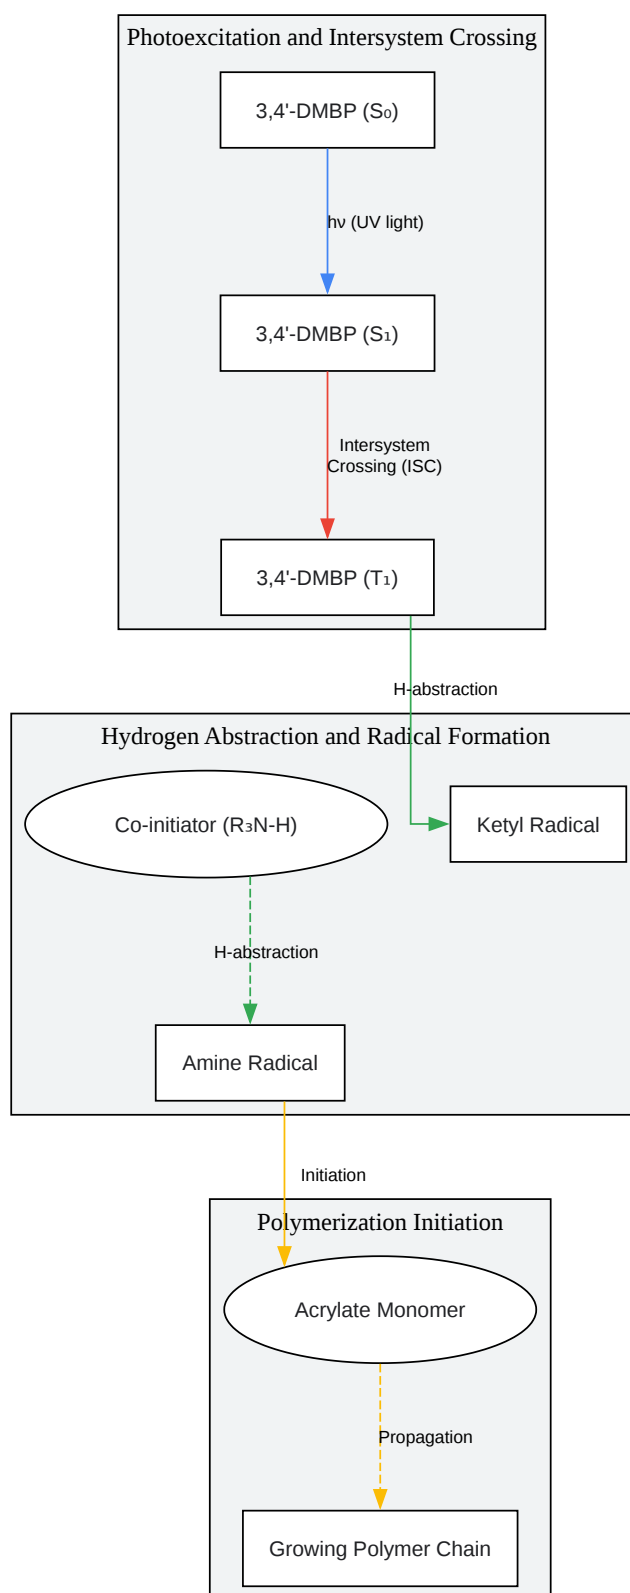 Photoexcitation and Intersystem Crossing
3,4'-DMBP (S₀)
hν (UV light)
3,4'-DMBP (S₁)
Intersystem
Crossing (ISC)
3,4'-DMBP (T₁)
H-abstraction
Hydrogen Abstraction and Radical Formation
Co-initiator (R₃N-H)
Ketyl Radical
H-abstraction
Amine Radical
Initiation
Polymerization Initiation
Acrylate Monomer
Propagation
Growing Polymer Chain